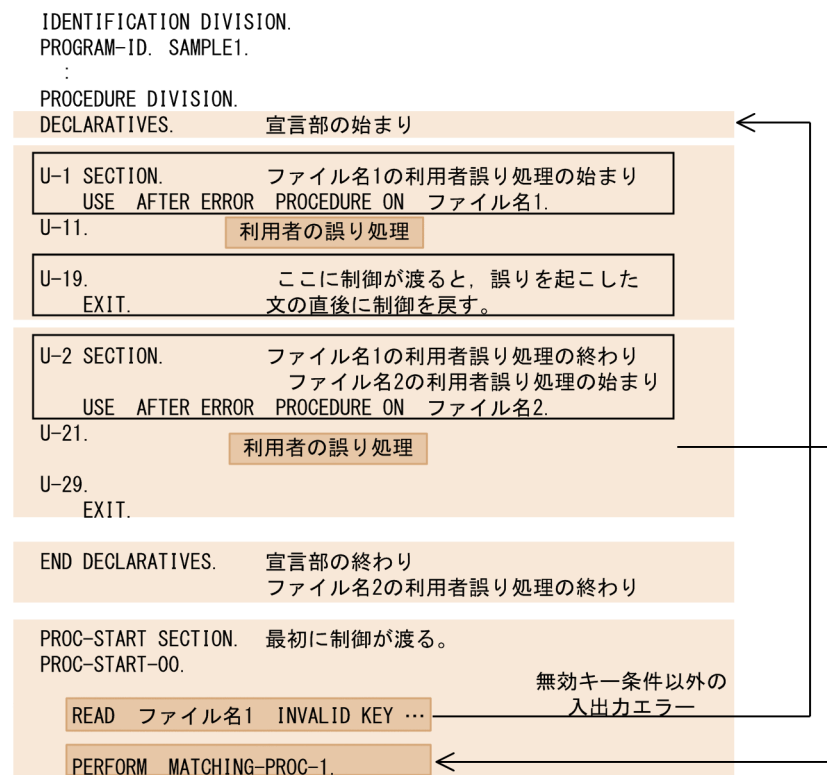 IDENTIFICATION DIVISION.
PROGRAM-ID. SAMPLE1.
:
PROCEDURE DIVISION.
DECLARATIVES. 宣言部の始まり
U-1 SECTION. ファイル名1の利用者誤り処理の始まり
USE AFTER ERROR PROCEDURE ON ファイル名1.
U-11. 利用者の誤り処理
U-19. ここに制御が渡ると，誤りを起こした
EXIT. 文の直後に制御を戻す。
U-2 SECTION. ファイル名1の利用者誤り処理の終わり
ファイル名2の利用者誤り処理の始まり
USE AFTER ERROR PROCEDURE ON ファイル名2.
U-21.
利用者の誤り処理
U-29.
EXIT.
END DECLARATIVES. 宣言部の終わり
ファイル名2の利用者誤り処理の終わり
PROC-START SECTION. 最初に制御が渡る。
PROC-START-00.
無効キー条件以外の
入出力エラー
READ ファイル名1 INVALID KEY …
PERFORM MATCHING-PROC-1.